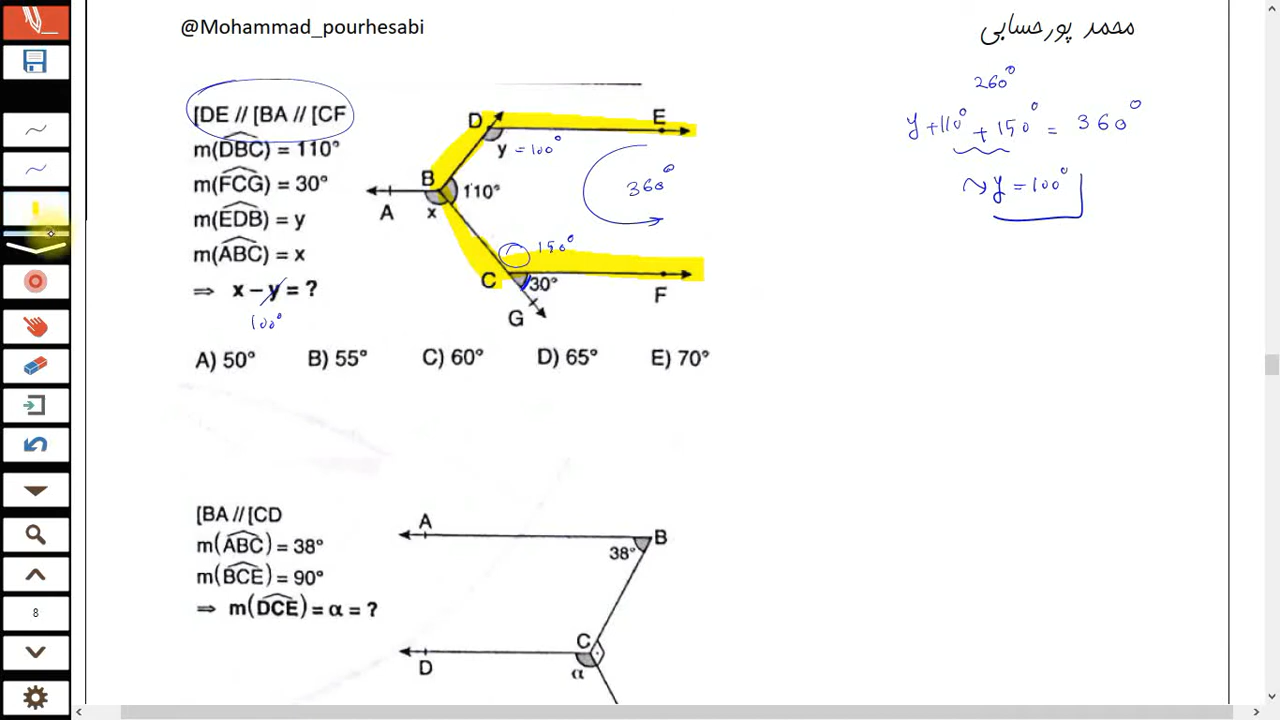 @Mohammad_pourhesabi
محمد پورحسابی
[DE // [BA // [CF
m(DBC) = 110°
m(FCG) = 30°
m(EDB) = y
m(ABC) = x
⇒ x – y = ?
100°
D
E
y = 100°
B
110°
A
x
360°
150°
C
30°
F
G
260°
y + 110° + 150° = 360°
⤳ y = 100°
A) 50° B) 55° C) 60° D) 65° E) 70°
[BA // [CD
m(ABC) = 38°
m(BCE) = 90°
⇒ m(DCE) = α = ?
A
B
38°
C
D
α
8